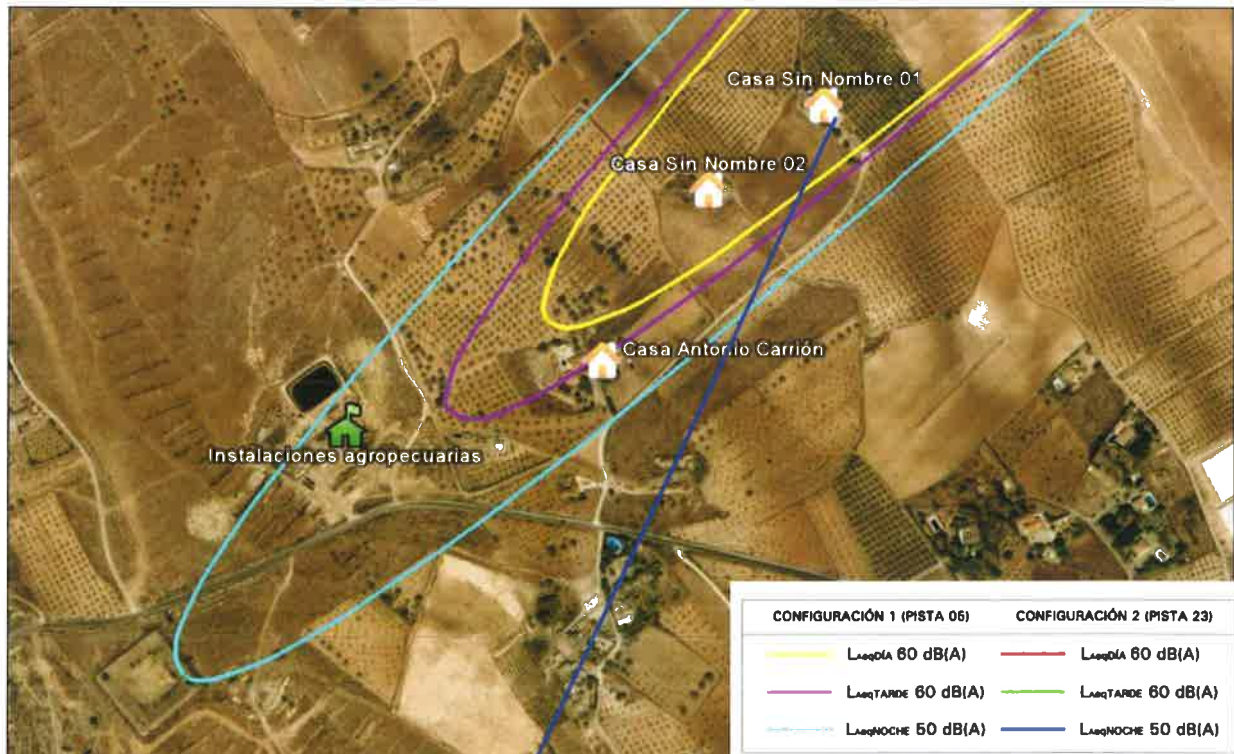 Casa Sin Nombre 01
Casa Sin Nombre 02
Casa Antonio Carrión
Instalaciones agropecuarias
CONFIGURACIÓN 1 (PISTA 06) CONFIGURACIÓN 2 (PISTA 23)
LAeqDÍA 60 dB(A) LAeqDÍA 60 dB(A)
LAeqTARDE 60 dB(A) LAeqTARDE 60 dB(A)
LAeqNOCHE 50 dB(A) LAeqNOCHE 50 dB(A)